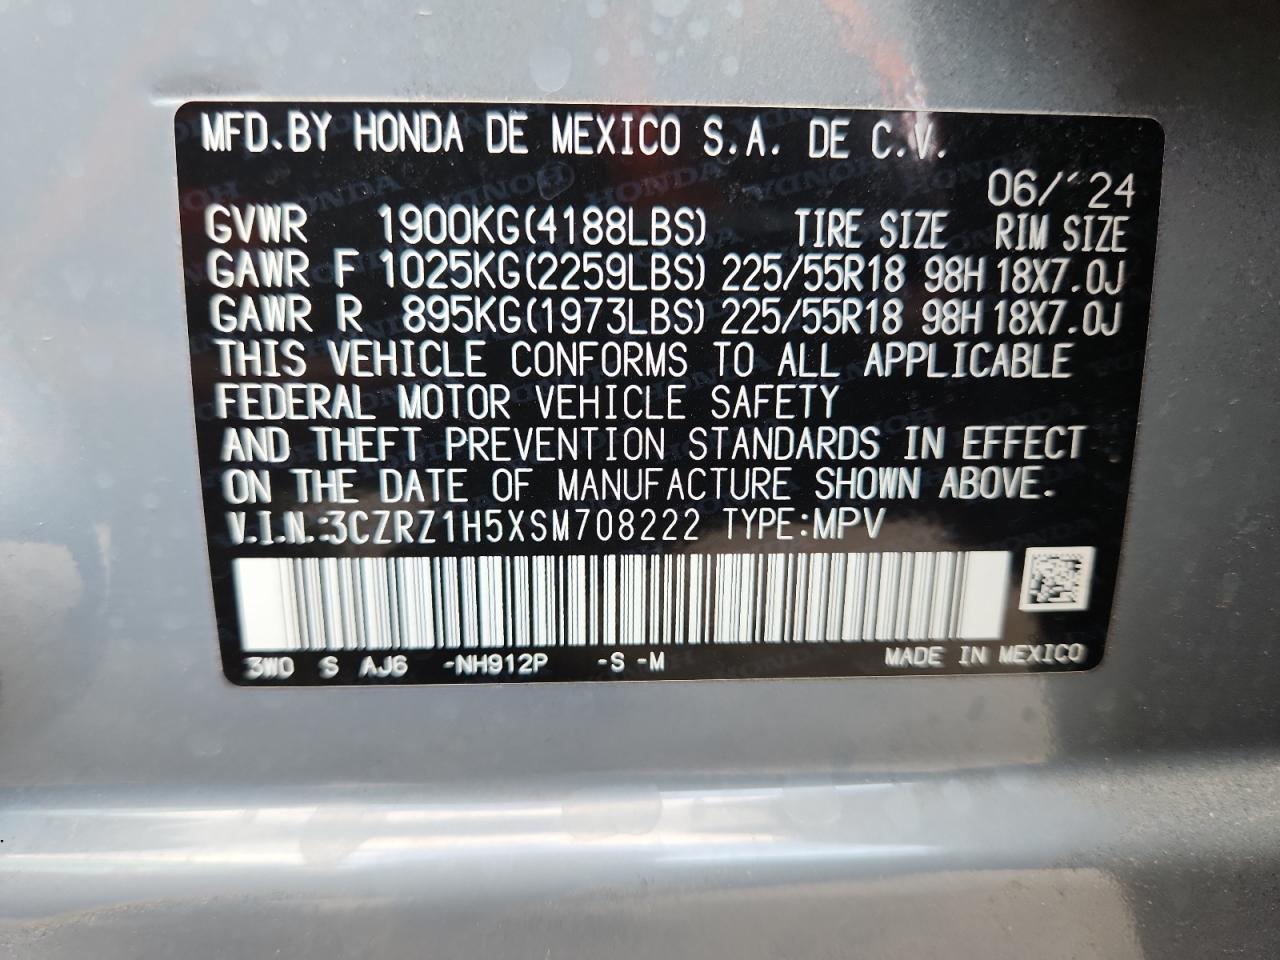 MFD.BY HONDA DE MEXICO S.A. DE C.V.
06/'24
GVWR 1900KG(4188LBS) TIRE SIZE RIM SIZE
GAWR F 1025KG(2259LBS) 225/55R18 98H 18X7.0J
GAWR R 895KG(1973LBS) 225/55R18 98H 18X7.0J
THIS VEHICLE CONFORMS TO ALL APPLICABLE
FEDERAL MOTOR VEHICLE SAFETY
AND THEFT PREVENTION STANDARDS IN EFFECT
ON THE DATE OF MANUFACTURE SHOWN ABOVE.
V.I.N.:3CZRZ1H5XSM708222 TYPE:MPV
3W0 S AJ6 -NH912P -S -M MADE IN MEXICO